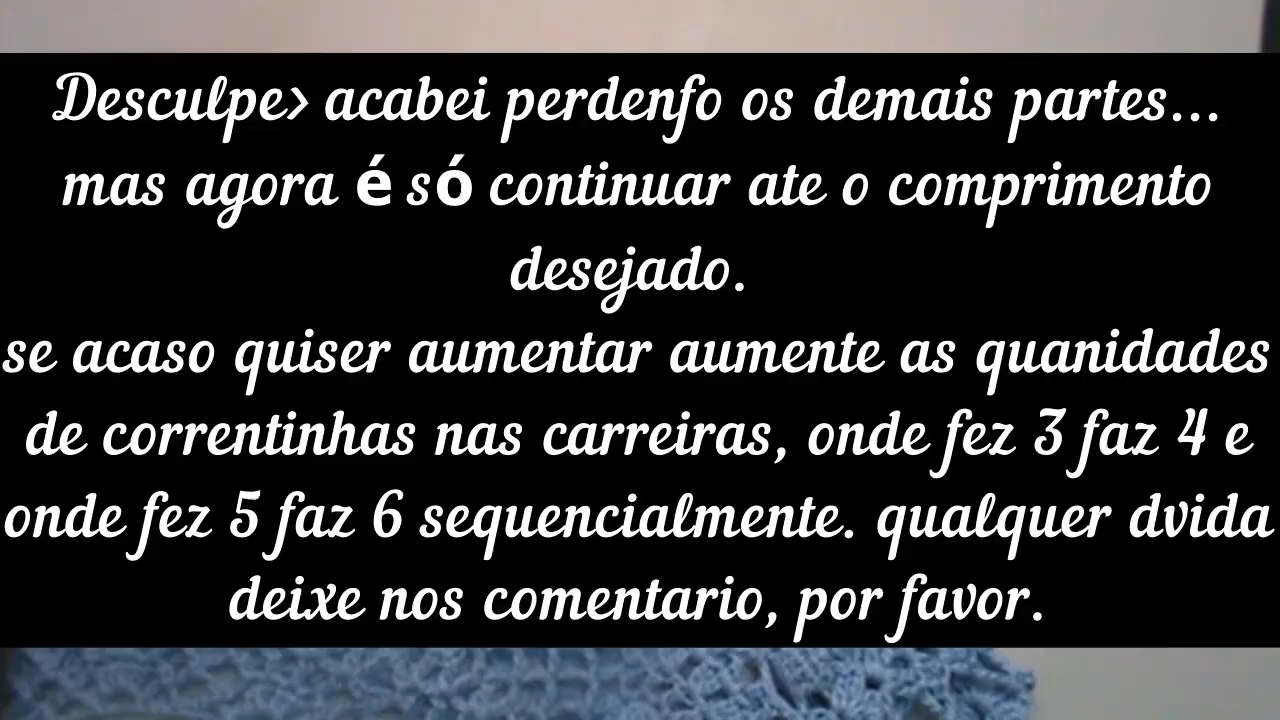 Desculpe> acabei perdenfo os demais partes...
mas agora é só continuar ate o comprimento
desejado.
se acaso quiser aumentar aumente as quanidades
de correntinhas nas carreiras, onde fez 3 faz 4 e
onde fez 5 faz 6 sequencialmente. qualquer dvida
deixe nos comentario, por favor.